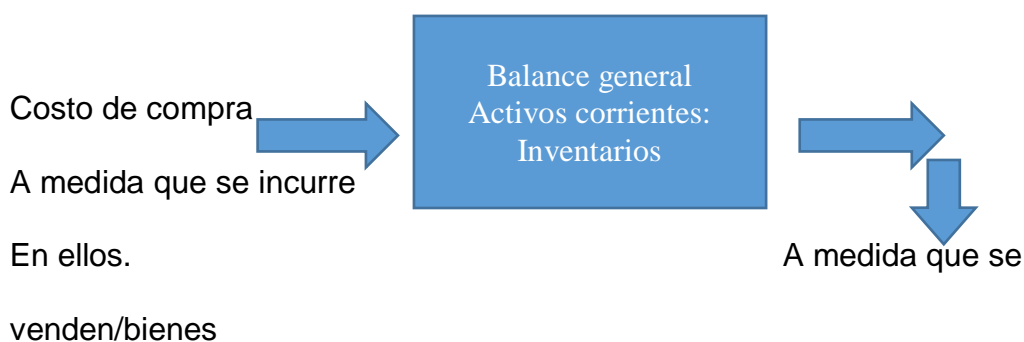 Balance general
Activos corrientes:
Inventarios
Costo de compra
A medida que se incurre
En ellos. A medida que se
venden/bienes